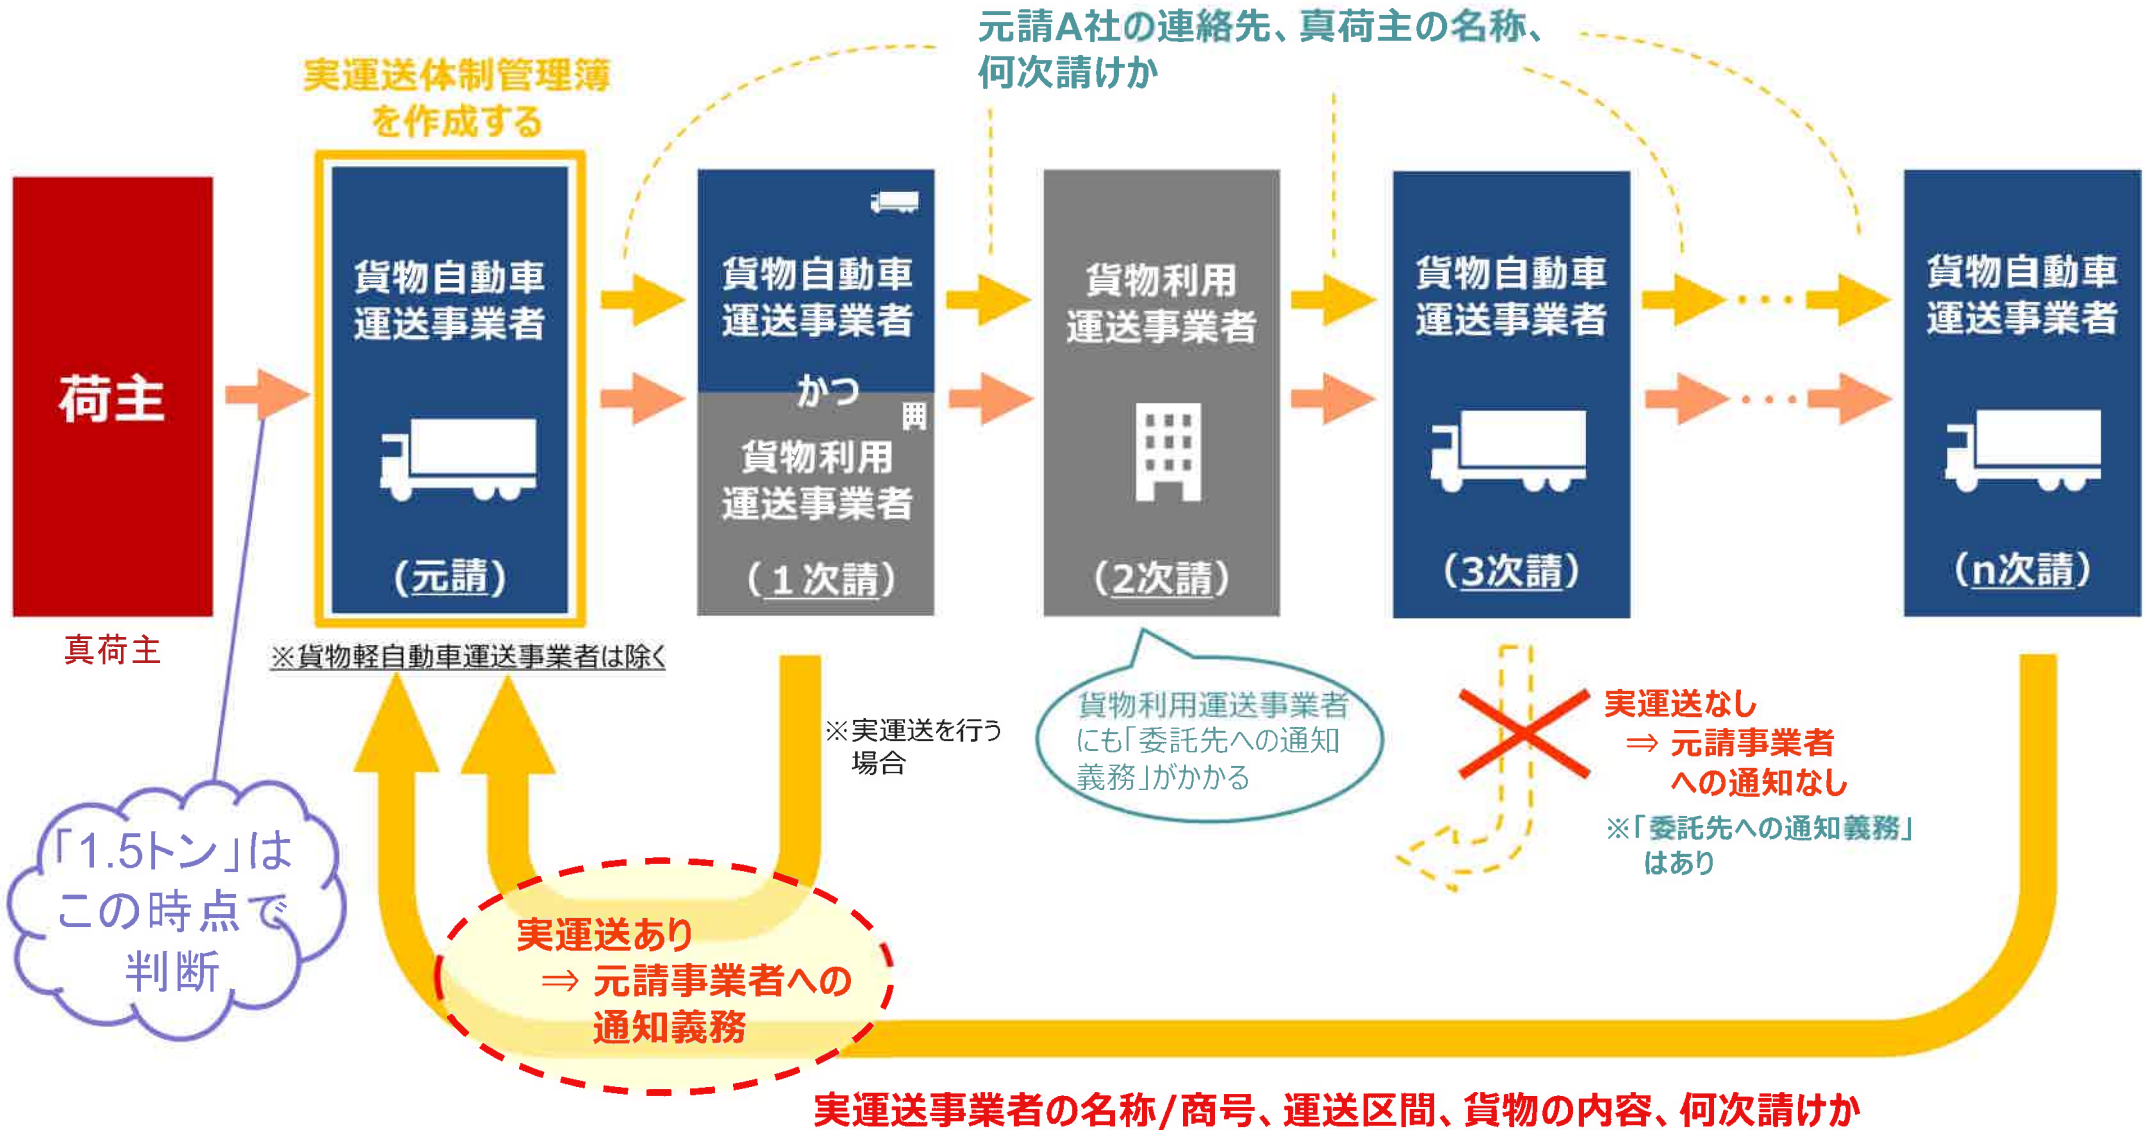 元請A社の連絡先、真荷主の名称、
何次請けか
実運送体制管理簿
を作成する
荷主
真荷主
貨物自動車
運送事業者
(元請)
※貨物軽自動車運送事業者は除く
貨物自動車
運送事業者
かつ
貨物利用
運送事業者
(1次請)
貨物利用
運送事業者
(2次請)
貨物自動車
運送事業者
(3次請)
貨物自動車
運送事業者
(n次請)
※実運送を行う
場合
貨物利用運送事業者
にも「委託先への通知
義務」がかかる
実運送なし
⇒ 元請事業者
への通知なし
※「委託先への通知義務」
はあり
「1.5トン」は
この時点で
判断
実運送あり
⇒ 元請事業者への
通知義務
実運送事業者の名称/商号、運送区間、貨物の内容、何次請けか